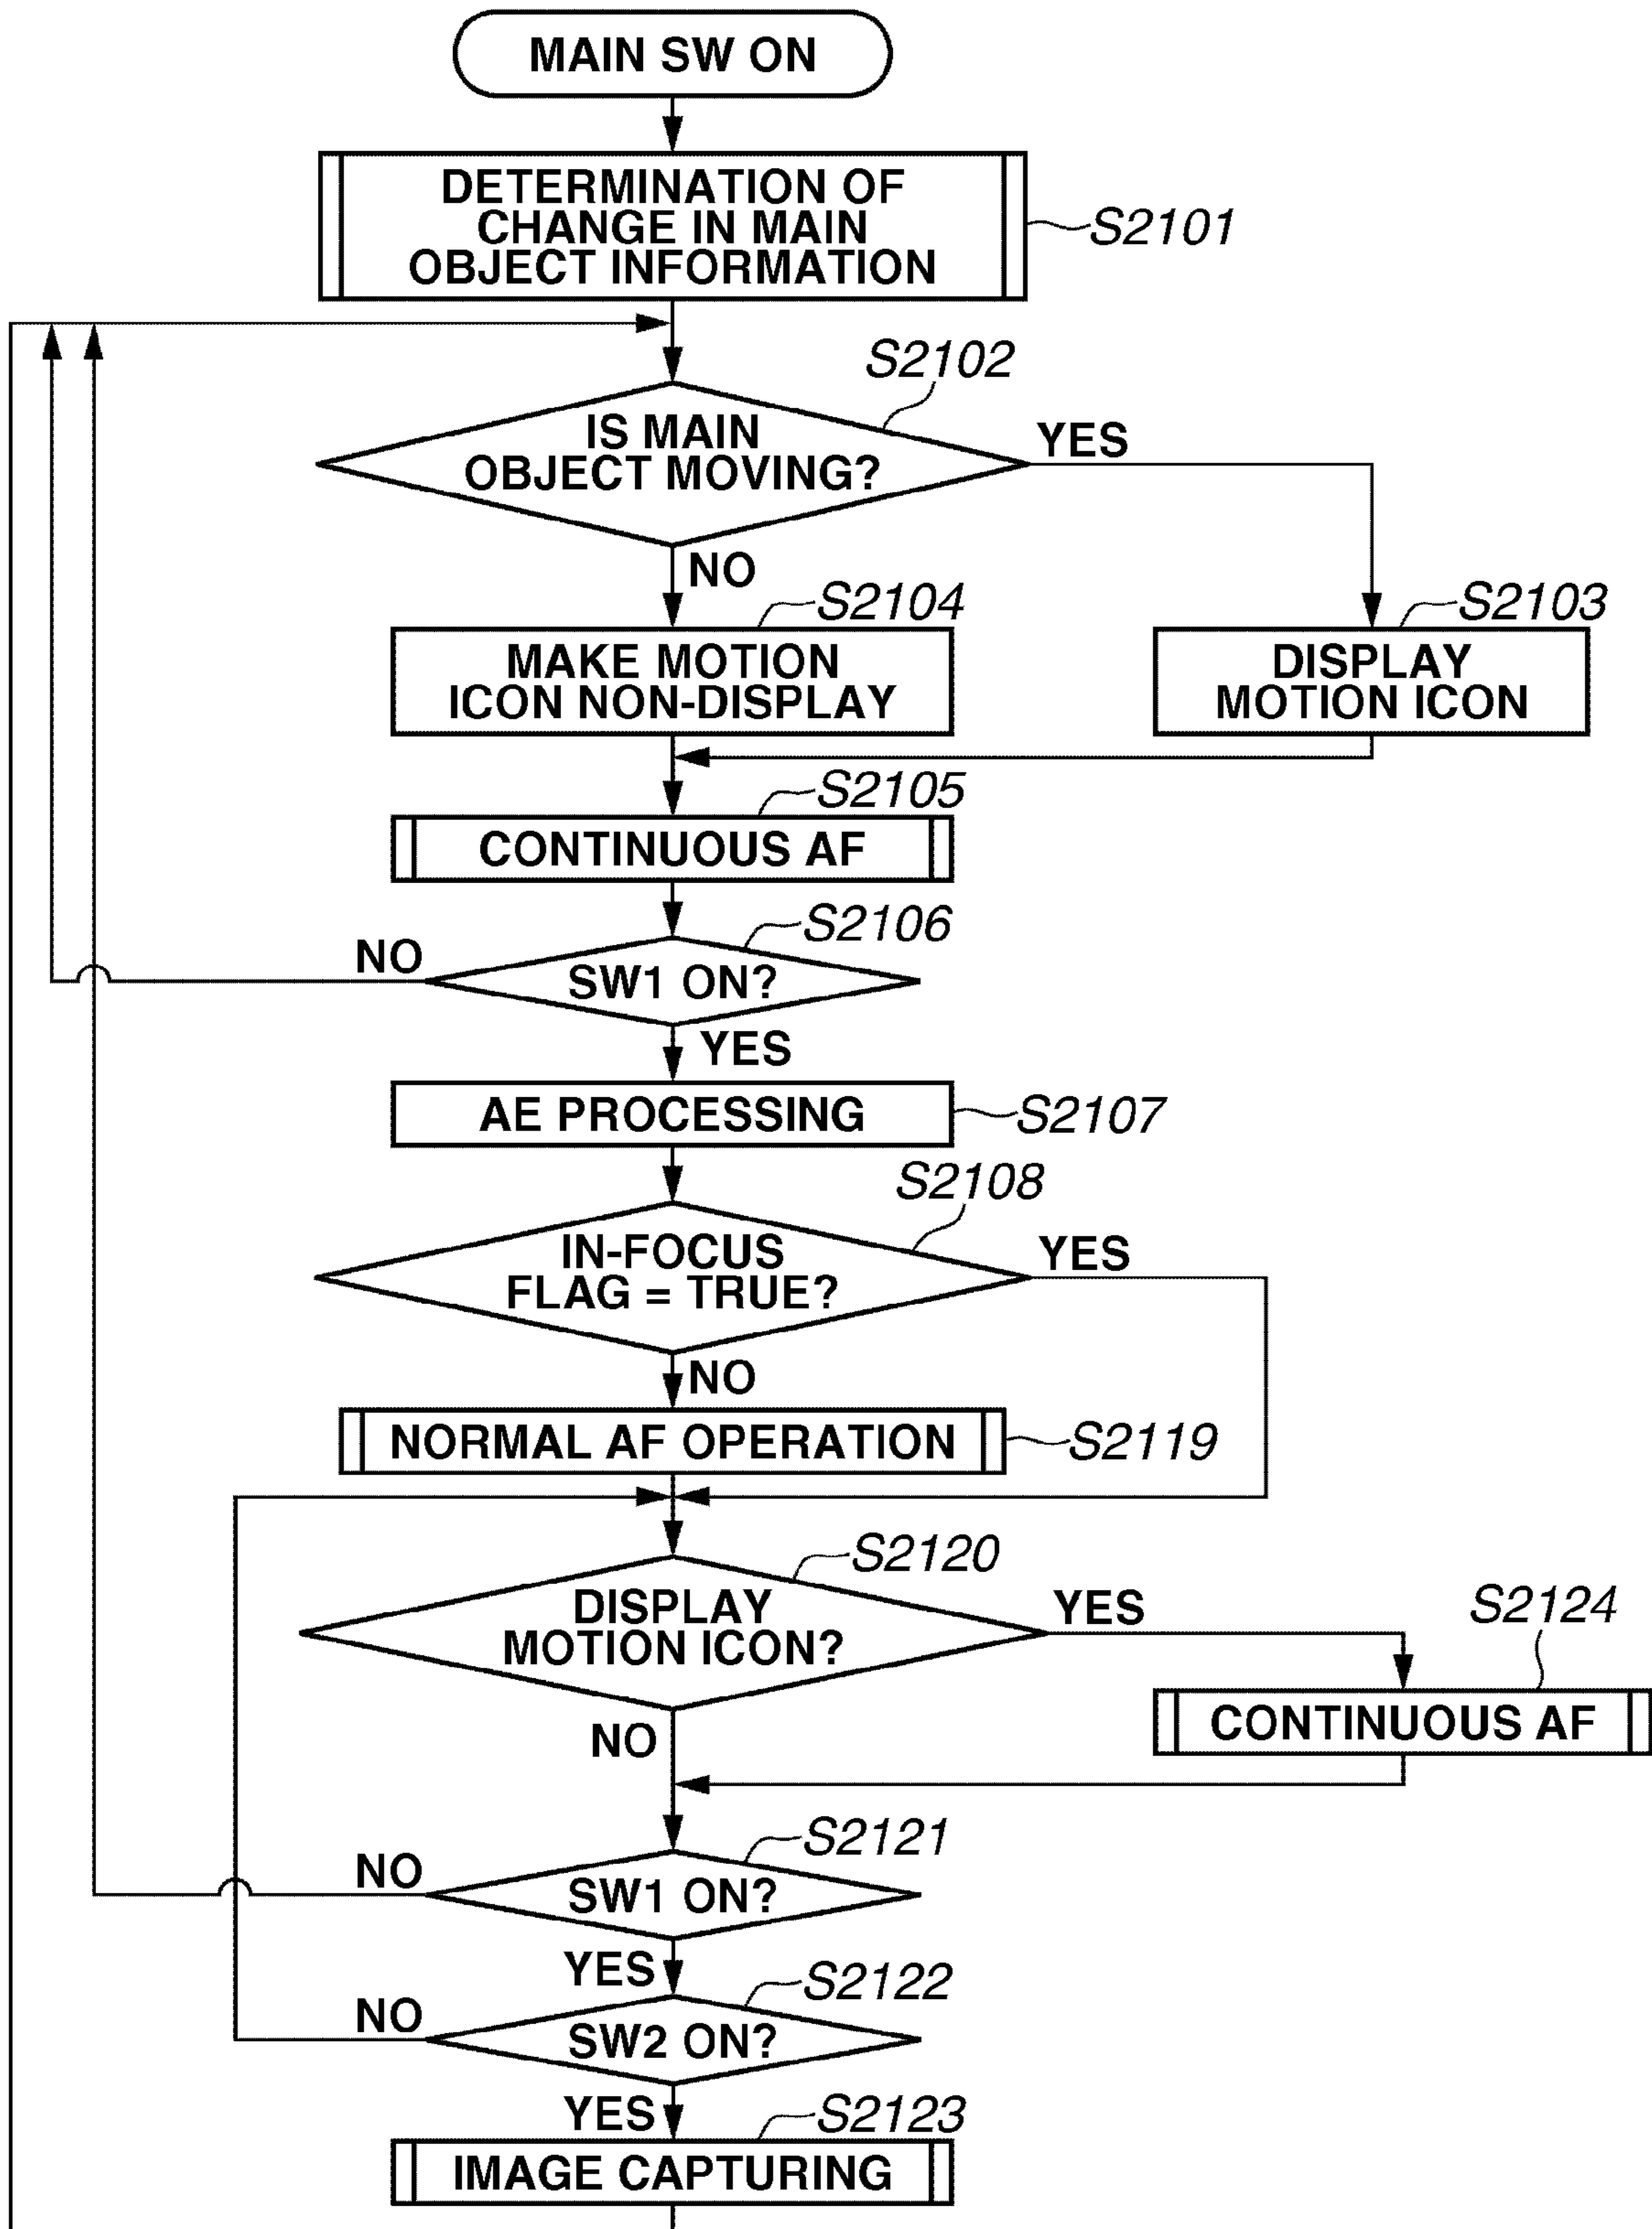 MAIN SW ON
DETERMINATION OF
CHANGE IN MAIN
OBJECT INFORMATION
S2101
S2102
IS MAIN
OBJECT MOVING?
YES
NO
S2104
S2103
MAKE MOTION
ICON NON-DISPLAY
DISPLAY
MOTION ICON
S2105
CONTINUOUS AF
S2106
NO
SW1 ON?
YES
AE PROCESSING
S2107
S2108
IN-FOCUS
FLAG = TRUE?
YES
NO
NORMAL AF OPERATION
S2119
S2120
DISPLAY
MOTION ICON?
YES
S2124
CONTINUOUS AF
NO
S2121
NO
SW1 ON?
YES
S2122
NO
SW2 ON?
YES
S2123
IMAGE CAPTURING